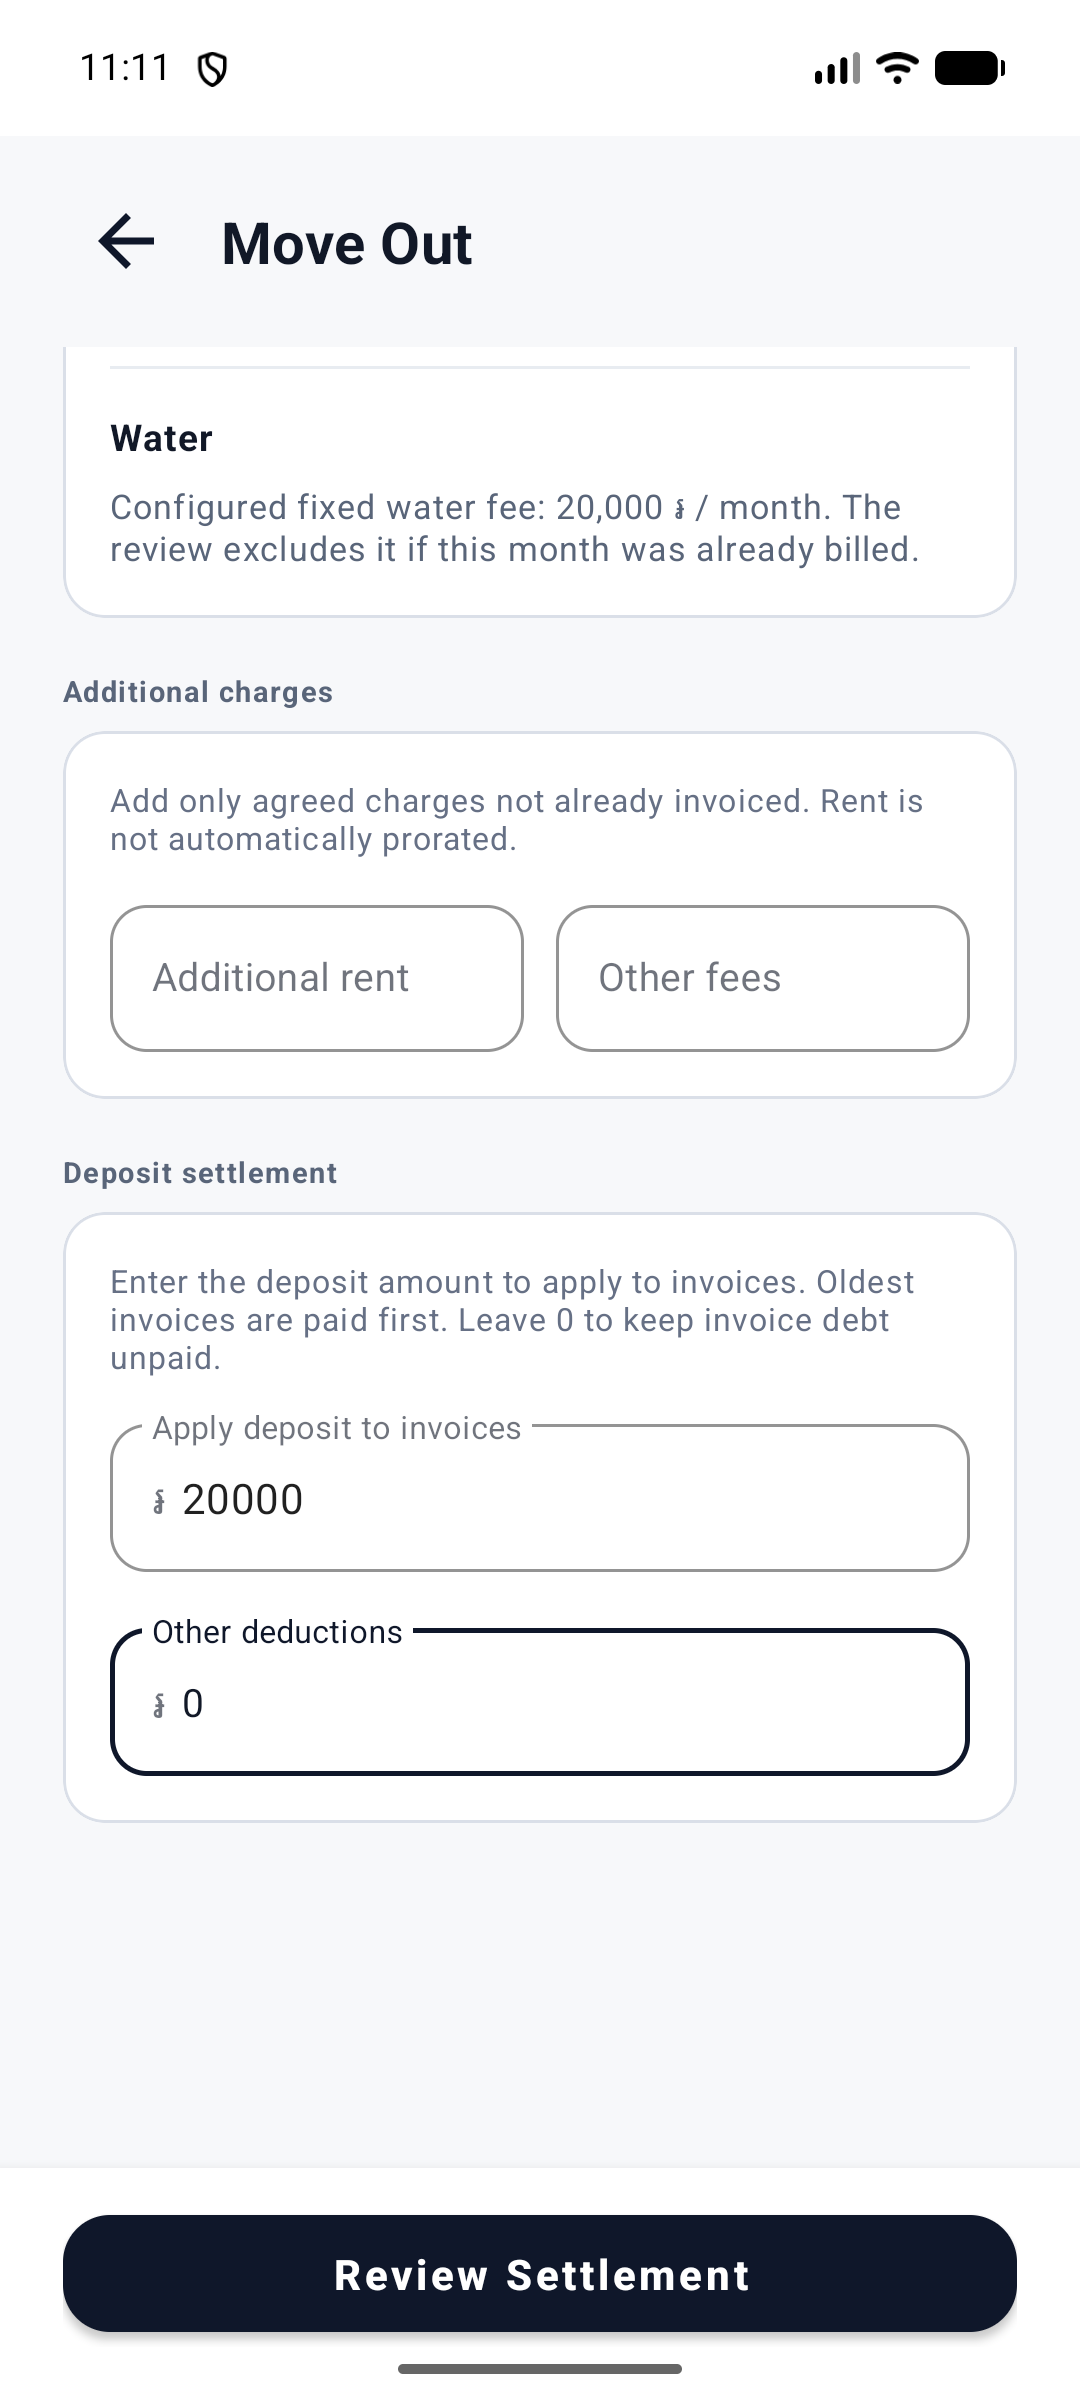 11:11
Move Out
Water
Configured fixed water fee: 20,000 ៛ / month. The
review excludes it if this month was already billed.
Additional charges
Add only agreed charges not already invoiced. Rent is
not automatically prorated.
Additional rent
Other fees
Deposit settlement
Enter the deposit amount to apply to invoices. Oldest
invoices are paid first. Leave 0 to keep invoice debt
unpaid.
Apply deposit to invoices
៛ 20000
Other deductions
៛ 0
Review Settlement